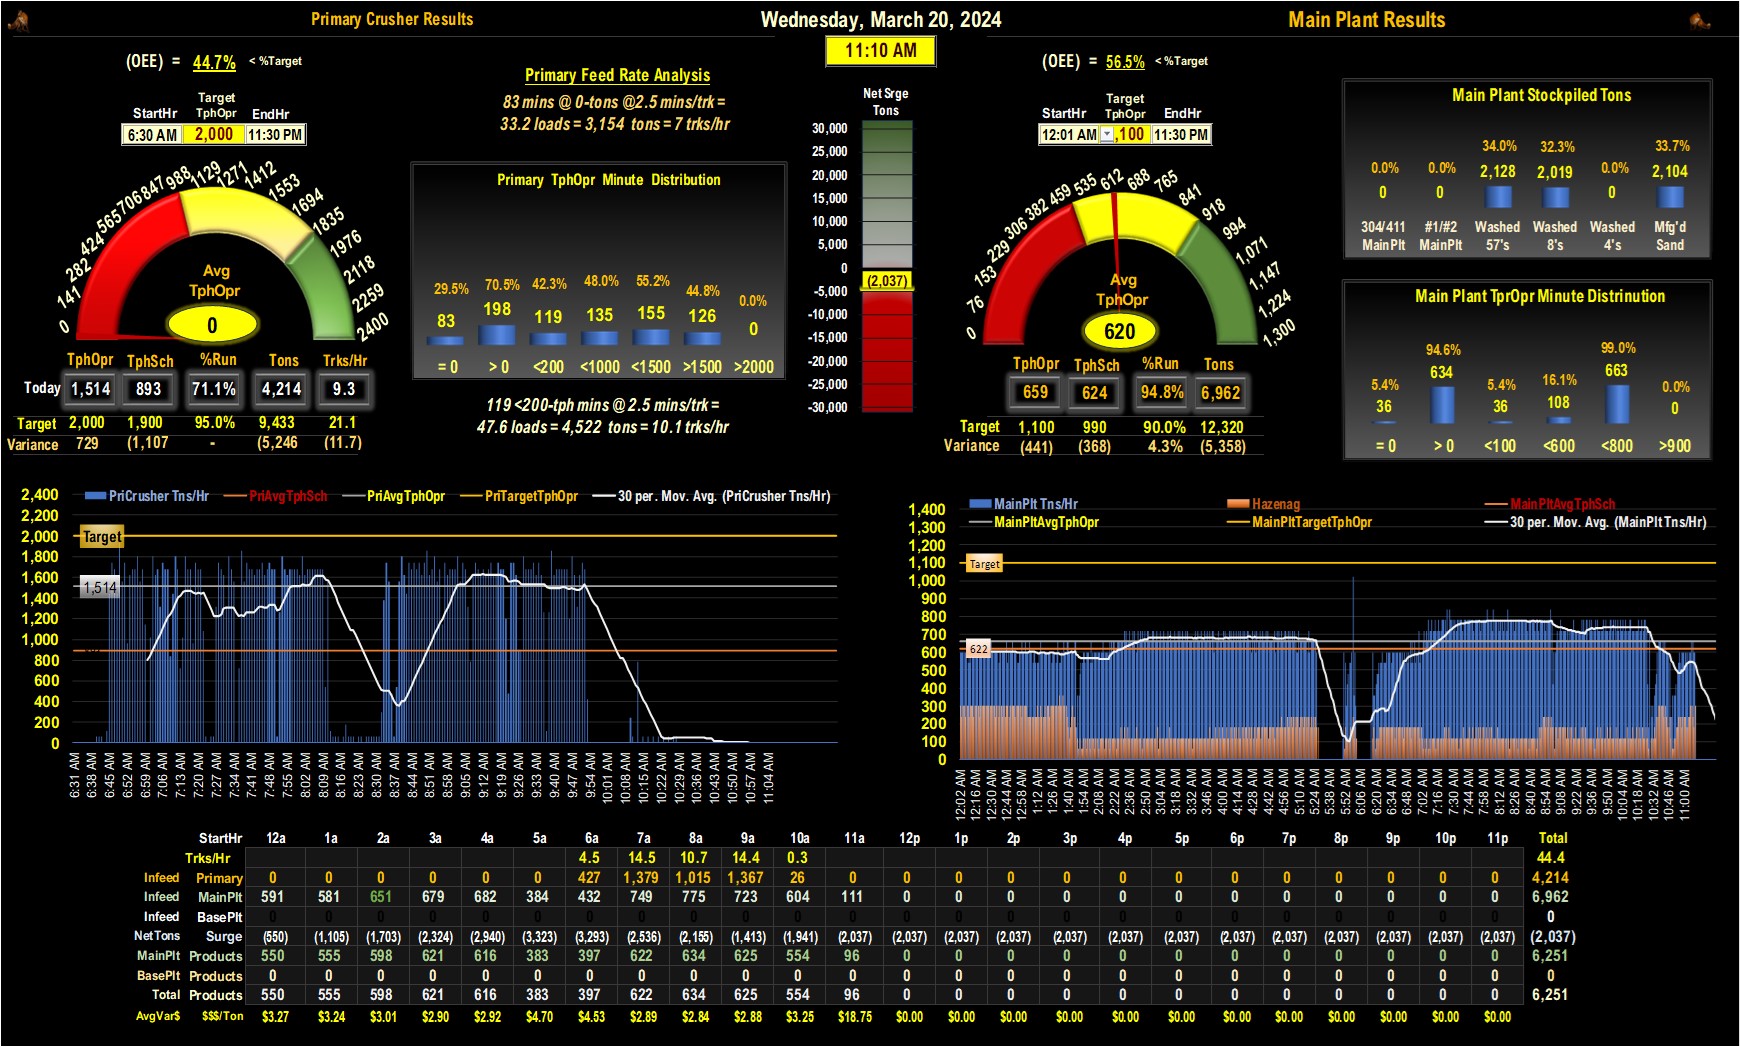 Primary Crusher Results
Wednesday, March 20, 2024
Main Plant Results
11:10 AM
(OEE) = 44.7% < %Target
Target
StartHr TphOpr EndHr
6:30 AM 2,000 11:30 PM
Primary Feed Rate Analysis
83 mins @ 0-tons @2.5 mins/trk =
33.2 loads = 3,154 tons = 7 trks/hr
0 141 282 424 565 706 847 988 1129 1271 1412 1553 1694 1835 1976 2118 2259 2400
Avg
TphOpr
0
TphOpr TphSch %Run Tons Trks/Hr
Today 1,514 893 71.1% 4,214 9.3
Target 2,000 1,900 95.0% 9,433 21.1
Variance 729 (1,107 - (5,246 (11.7)
Primary TphOpr Minute Distribution
29.5% 70.5% 42.3% 48.0% 55.2% 44.8% 0.0%
83 198 119 135 155 126 0
= 0 > 0 <200 <1000 <1500 >1500 >2000
119 <200-tph mins @ 2.5 mins/trk =
47.6 loads = 4,522 tons = 10.1 trks/hr
Net Srge
Tons
30,000
25,000
20,000
15,000
10,000
5,000
0
(2,037)
-5,000
-10,000
-15,000
-20,000
-25,000
-30,000
(OEE) = 56.5% < %Target
Target
StartHr TphOpr EndHr
12:01 AM ,100 11:30 PM
0 76 153 229 306 382 459 535 612 688 765 841 918 994 1,071 1,147 1,224 1,300
Avg
TphOpr
620
TphOpr TphSch %Run Tons
659 624 94.8% 6,962
Target 1,100 990 90.0% 12,320
Variance (441) (368) 4.3% (5,358)
Main Plant Stockpiled Tons
0.0% 0.0% 34.0% 32.3% 0.0% 33.7%
0 0 2,128 2,019 0 2,104
304/411 #1/#2 Washed Washed Washed Mfg'd
MainPlt MainPlt 57's 8's 4's Sand
Main Plant TprOpr Minute Distrinution
5.4% 94.6% 5.4% 16.1% 99.0% 0.0%
36 634 36 108 663 0
= 0 > 0 <100 <600 <800 >900
PriCrusher Tns/Hr PriAvgTphSch PriAvgTphOpr PriTargetTphOpr 30 per. Mov. Avg. (PriCrusher Tns/Hr)
2,400
2,200
2,000
1,800
1,600
1,400
1,200
1,000
800
600
400
200
0
Target
1,514
6:31 AM 6:38 AM 6:45 AM 6:52 AM 6:59 AM 7:06 AM 7:13 AM 7:20 AM 7:27 AM 7:34 AM 7:41 AM 7:48 AM 7:55 AM 8:02 AM 8:09 AM 8:16 AM 8:23 AM 8:30 AM 8:37 AM 8:44 AM 8:51 AM 8:58 AM 9:05 AM 9:12 AM 9:19 AM 9:26 AM 9:33 AM 9:40 AM 9:47 AM 9:54 AM 10:01 AM 10:08 AM 10:15 AM 10:22 AM 10:29 AM 10:36 AM 10:43 AM 10:50 AM 10:57 AM 11:04 AM
MainPlt Tns/Hr Hazenag MainPltAvgTphSch
MainPltAvgTphOpr MainPltTargetTphOpr 30 per. Mov. Avg. (MainPlt Tns/Hr)
1,400
1,300
1,200
1,100
1,000
900
800
700
600
500
400
300
200
100
0
Target
622
12:02 AM 12:16 AM 12:30 AM 12:44 AM 12:58 AM 1:12 AM 1:26 AM 1:40 AM 1:54 AM 2:08 AM 2:22 AM 2:36 AM 2:50 AM 3:04 AM 3:18 AM 3:32 AM 3:46 AM 4:00 AM 4:14 AM 4:28 AM 4:42 AM 4:56 AM 5:10 AM 5:24 AM 5:38 AM 5:52 AM 6:06 AM 6:20 AM 6:34 AM 6:48 AM 7:02 AM 7:16 AM 7:30 AM 7:44 AM 7:58 AM 8:12 AM 8:26 AM 8:40 AM 8:54 AM 9:08 AM 9:22 AM 9:36 AM 9:50 AM 10:04 AM 10:18 AM 10:32 AM 10:46 AM 11:00 AM
StartHr 12a 1a 2a 3a 4a 5a 6a 7a 8a 9a 10a 11a 12p 1p 2p 3p 4p 5p 6p 7p 8p 9p 10p 11p Total
Trks/Hr 4.5 14.5 10.7 14.4 0.3 44.4
Infeed Primary 0 0 0 0 0 0 427 1,379 1,015 1,367 26 0 0 0 0 0 0 0 0 0 0 0 0 0 4,214
Infeed MainPlt 591 581 651 679 682 384 432 749 775 723 604 111 0 0 0 0 0 0 0 0 0 0 0 0 6,962
Infeed BasePlt 0 0 0 0 0 0 0 0 0 0 0 0 0 0 0 0 0 0 0 0 0 0 0 0 0
NetTons Surge (550) (1,105) (1,703) (2,324) (2,940) (3,323) (3,293) (2,536) (2,155) (1,413) (1,941) (2,037) (2,037) (2,037) (2,037) (2,037) (2,037) (2,037) (2,037) (2,037) (2,037) (2,037) (2,037) (2,037) (2,037)
MainPlt Products 550 555 598 621 616 383 397 622 634 625 554 96 0 0 0 0 0 0 0 0 0 0 0 0 6,251
BasePlt Products 0 0 0 0 0 0 0 0 0 0 0 0 0 0 0 0 0 0 0 0 0 0 0 0 0
Total Products 550 555 598 621 616 383 397 622 634 625 554 96 0 0 0 0 0 0 0 0 0 0 0 0 6,251
AvgVar$ $$$/Ton $3.27 $3.24 $3.01 $2.90 $2.92 $4.70 $4.53 $2.89 $2.84 $2.88 $3.25 $18.75 $0.00 $0.00 $0.00 $0.00 $0.00 $0.00 $0.00 $0.00 $0.00 $0.00 $0.00 $0.00